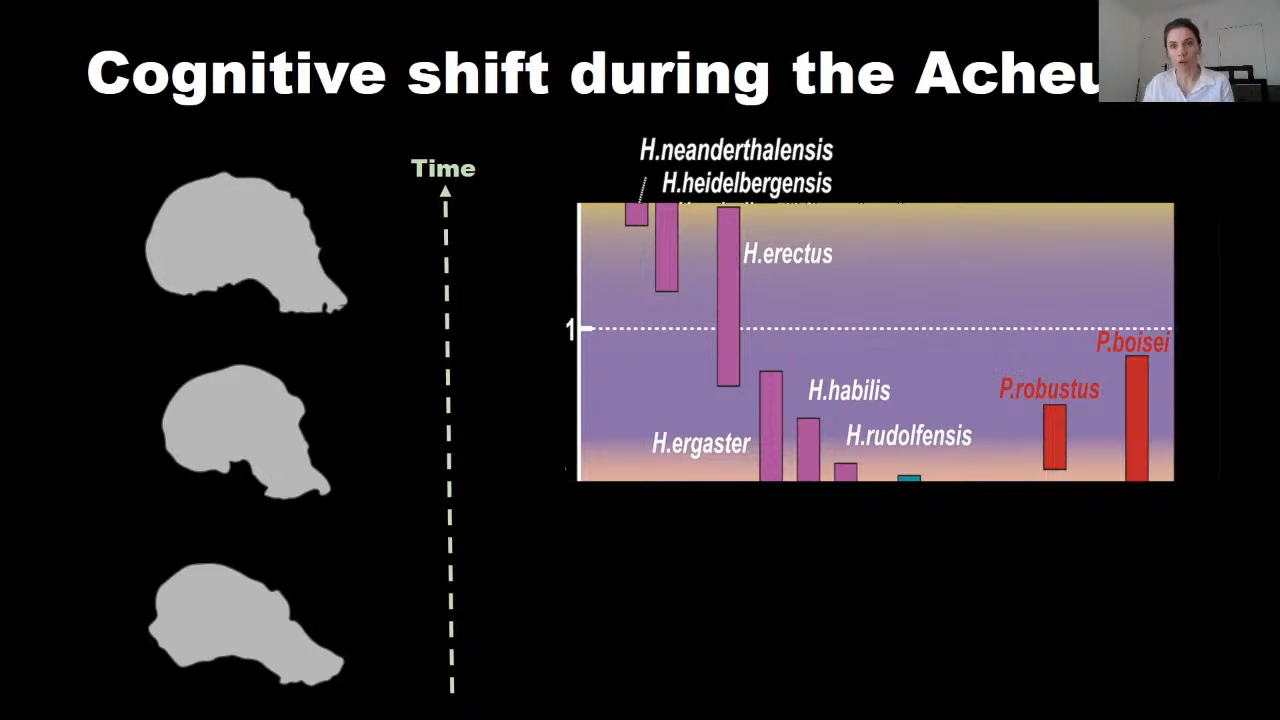 Cognitive shift during the Acheu
Time
H.neanderthalensis
H.heidelbergensis
H.erectus
1
P.boisei
H.habilis
P.robustus
H.ergaster
H.rudolfensis